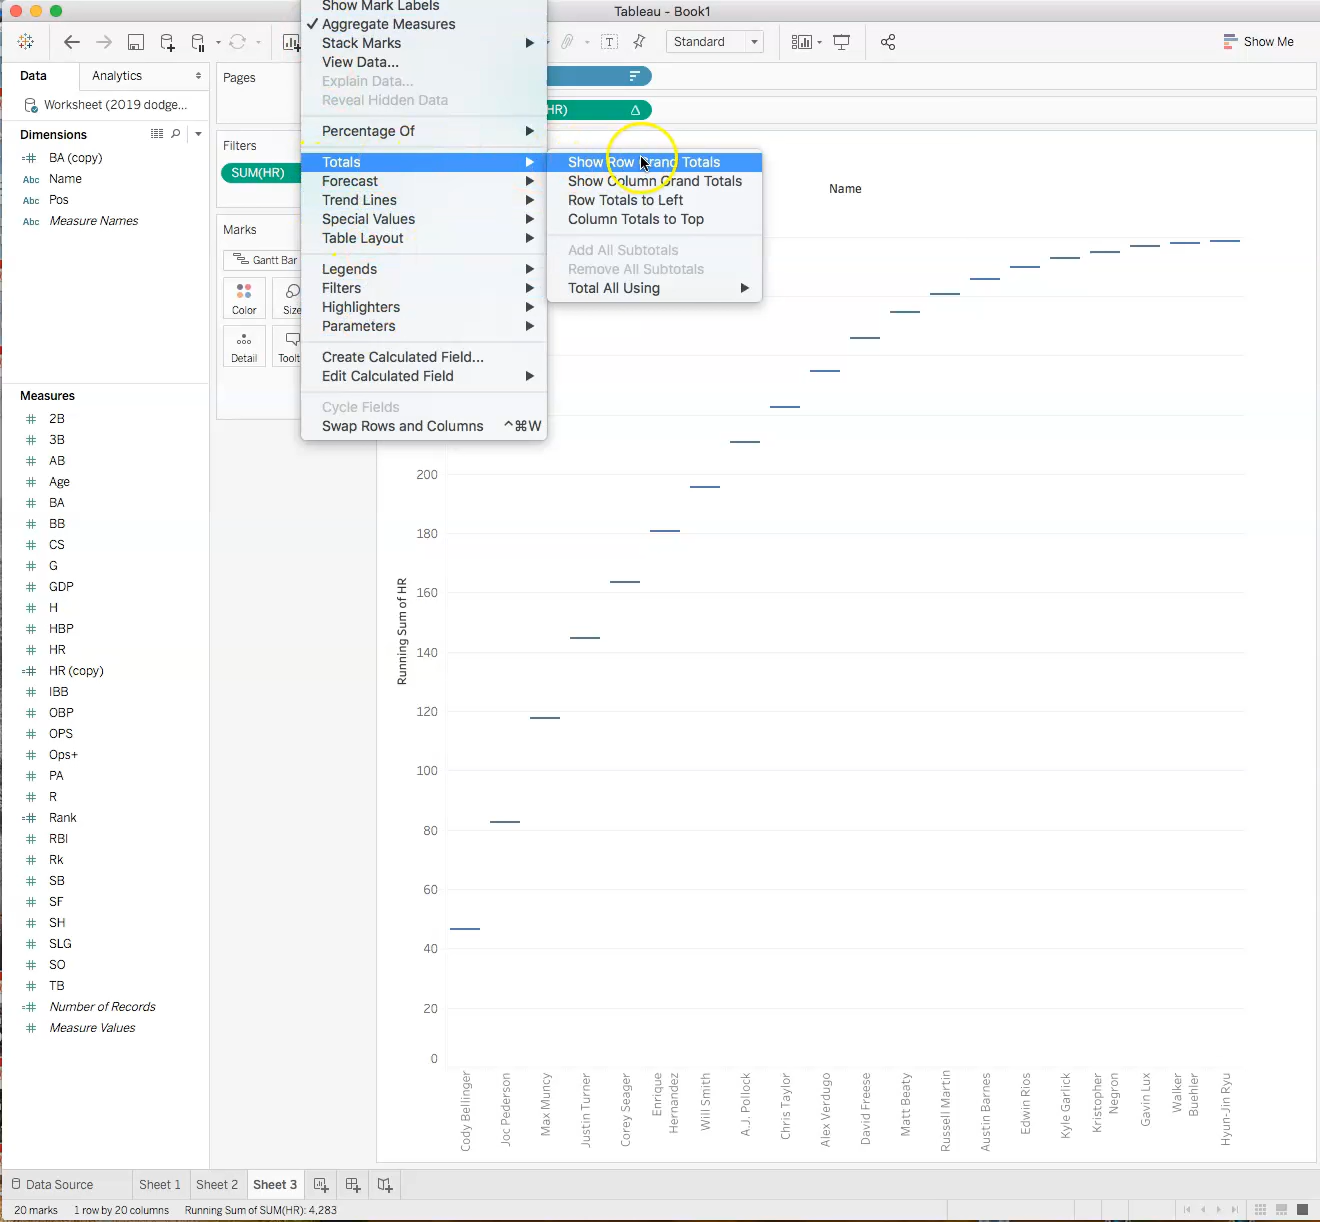 Tableau - Book1
Show Mark Labels
Aggregate Measures
Stack Marks
View Data...
Explain Data...
Reveal Hidden Data
Percentage Of
Totals
Forecast
Trend Lines
Special Values
Table Layout
Legends
Filters
Highlighters
Parameters
Create Calculated Field...
Edit Calculated Field
Cycle Fields
Swap Rows and Columns ^⌘W
Show Row Grand Totals
Show Column Grand Totals
Row Totals to Left
Column Totals to Top
Add All Subtotals
Remove All Subtotals
Total All Using
Standard
Show Me
Data
Analytics
Worksheet (2019 dodge...
Dimensions
BA (copy)
Abc Name
Abc Pos
Abc Measure Names
Measures
2B
3B
AB
Age
BA
BB
CS
G
GDP
H
HBP
HR
HR (copy)
IBB
OBP
OPS
Ops+
PA
R
Rank
RBI
Rk
SB
SF
SH
SLG
SO
TB
Number of Records
Measure Values
Pages
Filters
SUM(HR)
Marks
Gantt Bar
Color
Size
Detail
Toolt
HR)
Name
Running Sum of HR
200
180
160
140
120
100
80
60
40
20
0
Cody Bellinger
Joc Pederson
Max Muncy
Justin Turner
Corey Seager
Enrique
Hernandez
Will Smith
A.J. Pollock
Chris Taylor
Alex Verdugo
David Freese
Matt Beaty
Russell Martin
Austin Barnes
Edwin Rios
Kyle Garlick
Kristopher
Negron
Gavin Lux
Walker
Buehler
Hyun-Jin Ryu
Data Source
Sheet 1
Sheet 2
Sheet 3
20 marks
1 row by 20 columns
Running Sum of SUM(HR): 4,283